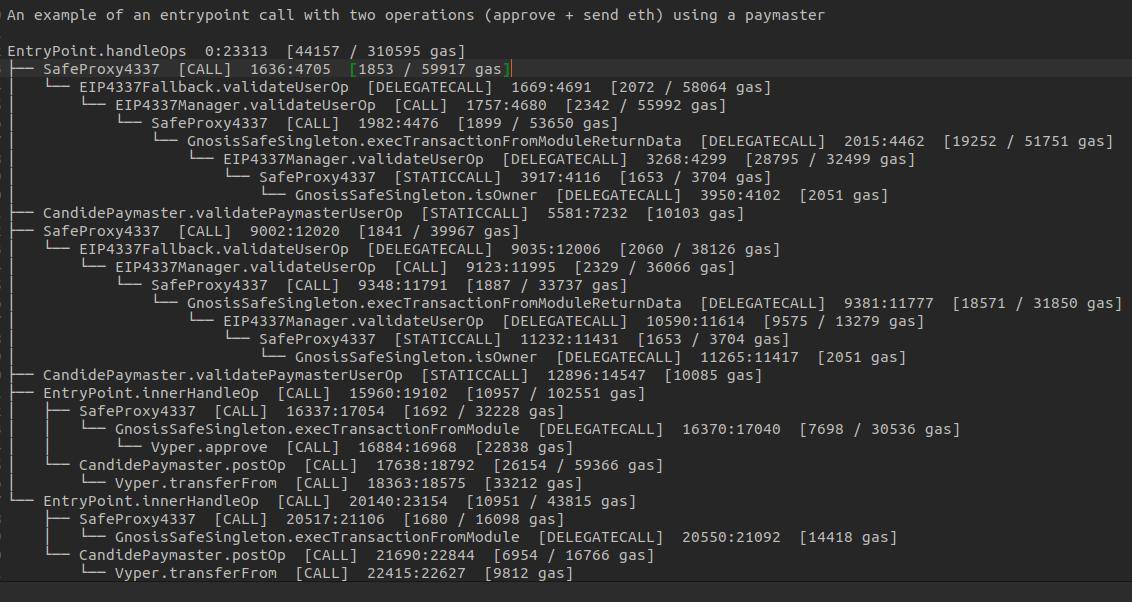 An example of an entrypoint call with two operations (approve + send eth) using a paymaster
EntryPoint.handleOps  0:23313  [44157 / 310595 gas]
├── SafeProxy4337  [CALL]  1636:4705  [1853 / 59917 gas]
│   └── EIP4337Fallback.validateUserOp  [DELEGATECALL]  1669:4691  [2072 / 58064 gas]
│       └── EIP4337Manager.validateUserOp  [CALL]  1757:4680  [2342 / 55992 gas]
│           └── SafeProxy4337  [CALL]  1982:4476  [1899 / 53650 gas]
│               └── GnosisSafeSingleton.execTransactionFromModuleReturnData  [DELEGATECALL]  2015:4462  [19252 / 51751 gas]
│                   └── EIP4337Manager.validateUserOp  [DELEGATECALL]  3268:4299  [28795 / 32499 gas]
│                       └── SafeProxy4337  [STATICCALL]  3917:4116  [1653 / 3704 gas]
│                           └── GnosisSafeSingleton.isOwner  [DELEGATECALL]  3950:4102  [2051 gas]
├── CandidePaymaster.validatePaymasterUserOp  [STATICCALL]  5581:7232  [10103 gas]
├── SafeProxy4337  [CALL]  9002:12020  [1841 / 39967 gas]
│   └── EIP4337Fallback.validateUserOp  [DELEGATECALL]  9035:12006  [2060 / 38126 gas]
│       └── EIP4337Manager.validateUserOp  [CALL]  9123:11995  [2329 / 36066 gas]
│           └── SafeProxy4337  [CALL]  9348:11791  [1887 / 33737 gas]
│               └── GnosisSafeSingleton.execTransactionFromModuleReturnData  [DELEGATECALL]  9381:11777  [18571 / 31850 gas]
│                   └── EIP4337Manager.validateUserOp  [DELEGATECALL]  10590:11614  [9575 / 13279 gas]
│                       └── SafeProxy4337  [STATICCALL]  11232:11431  [1653 / 3704 gas]
│                           └── GnosisSafeSingleton.isOwner  [DELEGATECALL]  11265:11417  [2051 gas]
├── CandidePaymaster.validatePaymasterUserOp  [STATICCALL]  12896:14547  [10085 gas]
├── EntryPoint.innerHandleOp  [CALL]  15960:19102  [10957 / 102551 gas]
│   ├── SafeProxy4337  [CALL]  16337:17054  [1692 / 32228 gas]
│   │   └── GnosisSafeSingleton.execTransactionFromModule  [DELEGATECALL]  16370:17040  [7698 / 30536 gas]
│   │       └── Vyper.approve  [CALL]  16884:16968  [22838 gas]
│   └── CandidePaymaster.postOp  [CALL]  17638:18792  [26154 / 59366 gas]
│       └── Vyper.transferFrom  [CALL]  18363:18575  [33212 gas]
└── EntryPoint.innerHandleOp  [CALL]  20140:23154  [10951 / 43815 gas]
    ├── SafeProxy4337  [CALL]  20517:21106  [1680 / 16098 gas]
    │   └── GnosisSafeSingleton.execTransactionFromModule  [DELEGATECALL]  20550:21092  [14418 gas]
    └── CandidePaymaster.postOp  [CALL]  21690:22844  [6954 / 16766 gas]
        └── Vyper.transferFrom  [CALL]  22415:22627  [9812 gas]